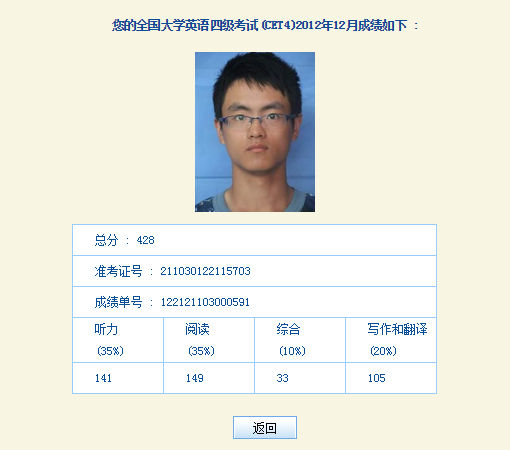 您的全国大学英语四级考试(CET4)2012年12月成绩如下 :
总分 : 428
准考证号 : 211030122115703
成绩单号 : 122121103000591
听力 阅读 综合 写作和翻译
(35%) (35%) (10%) (20%)
141 149 33 105
返回